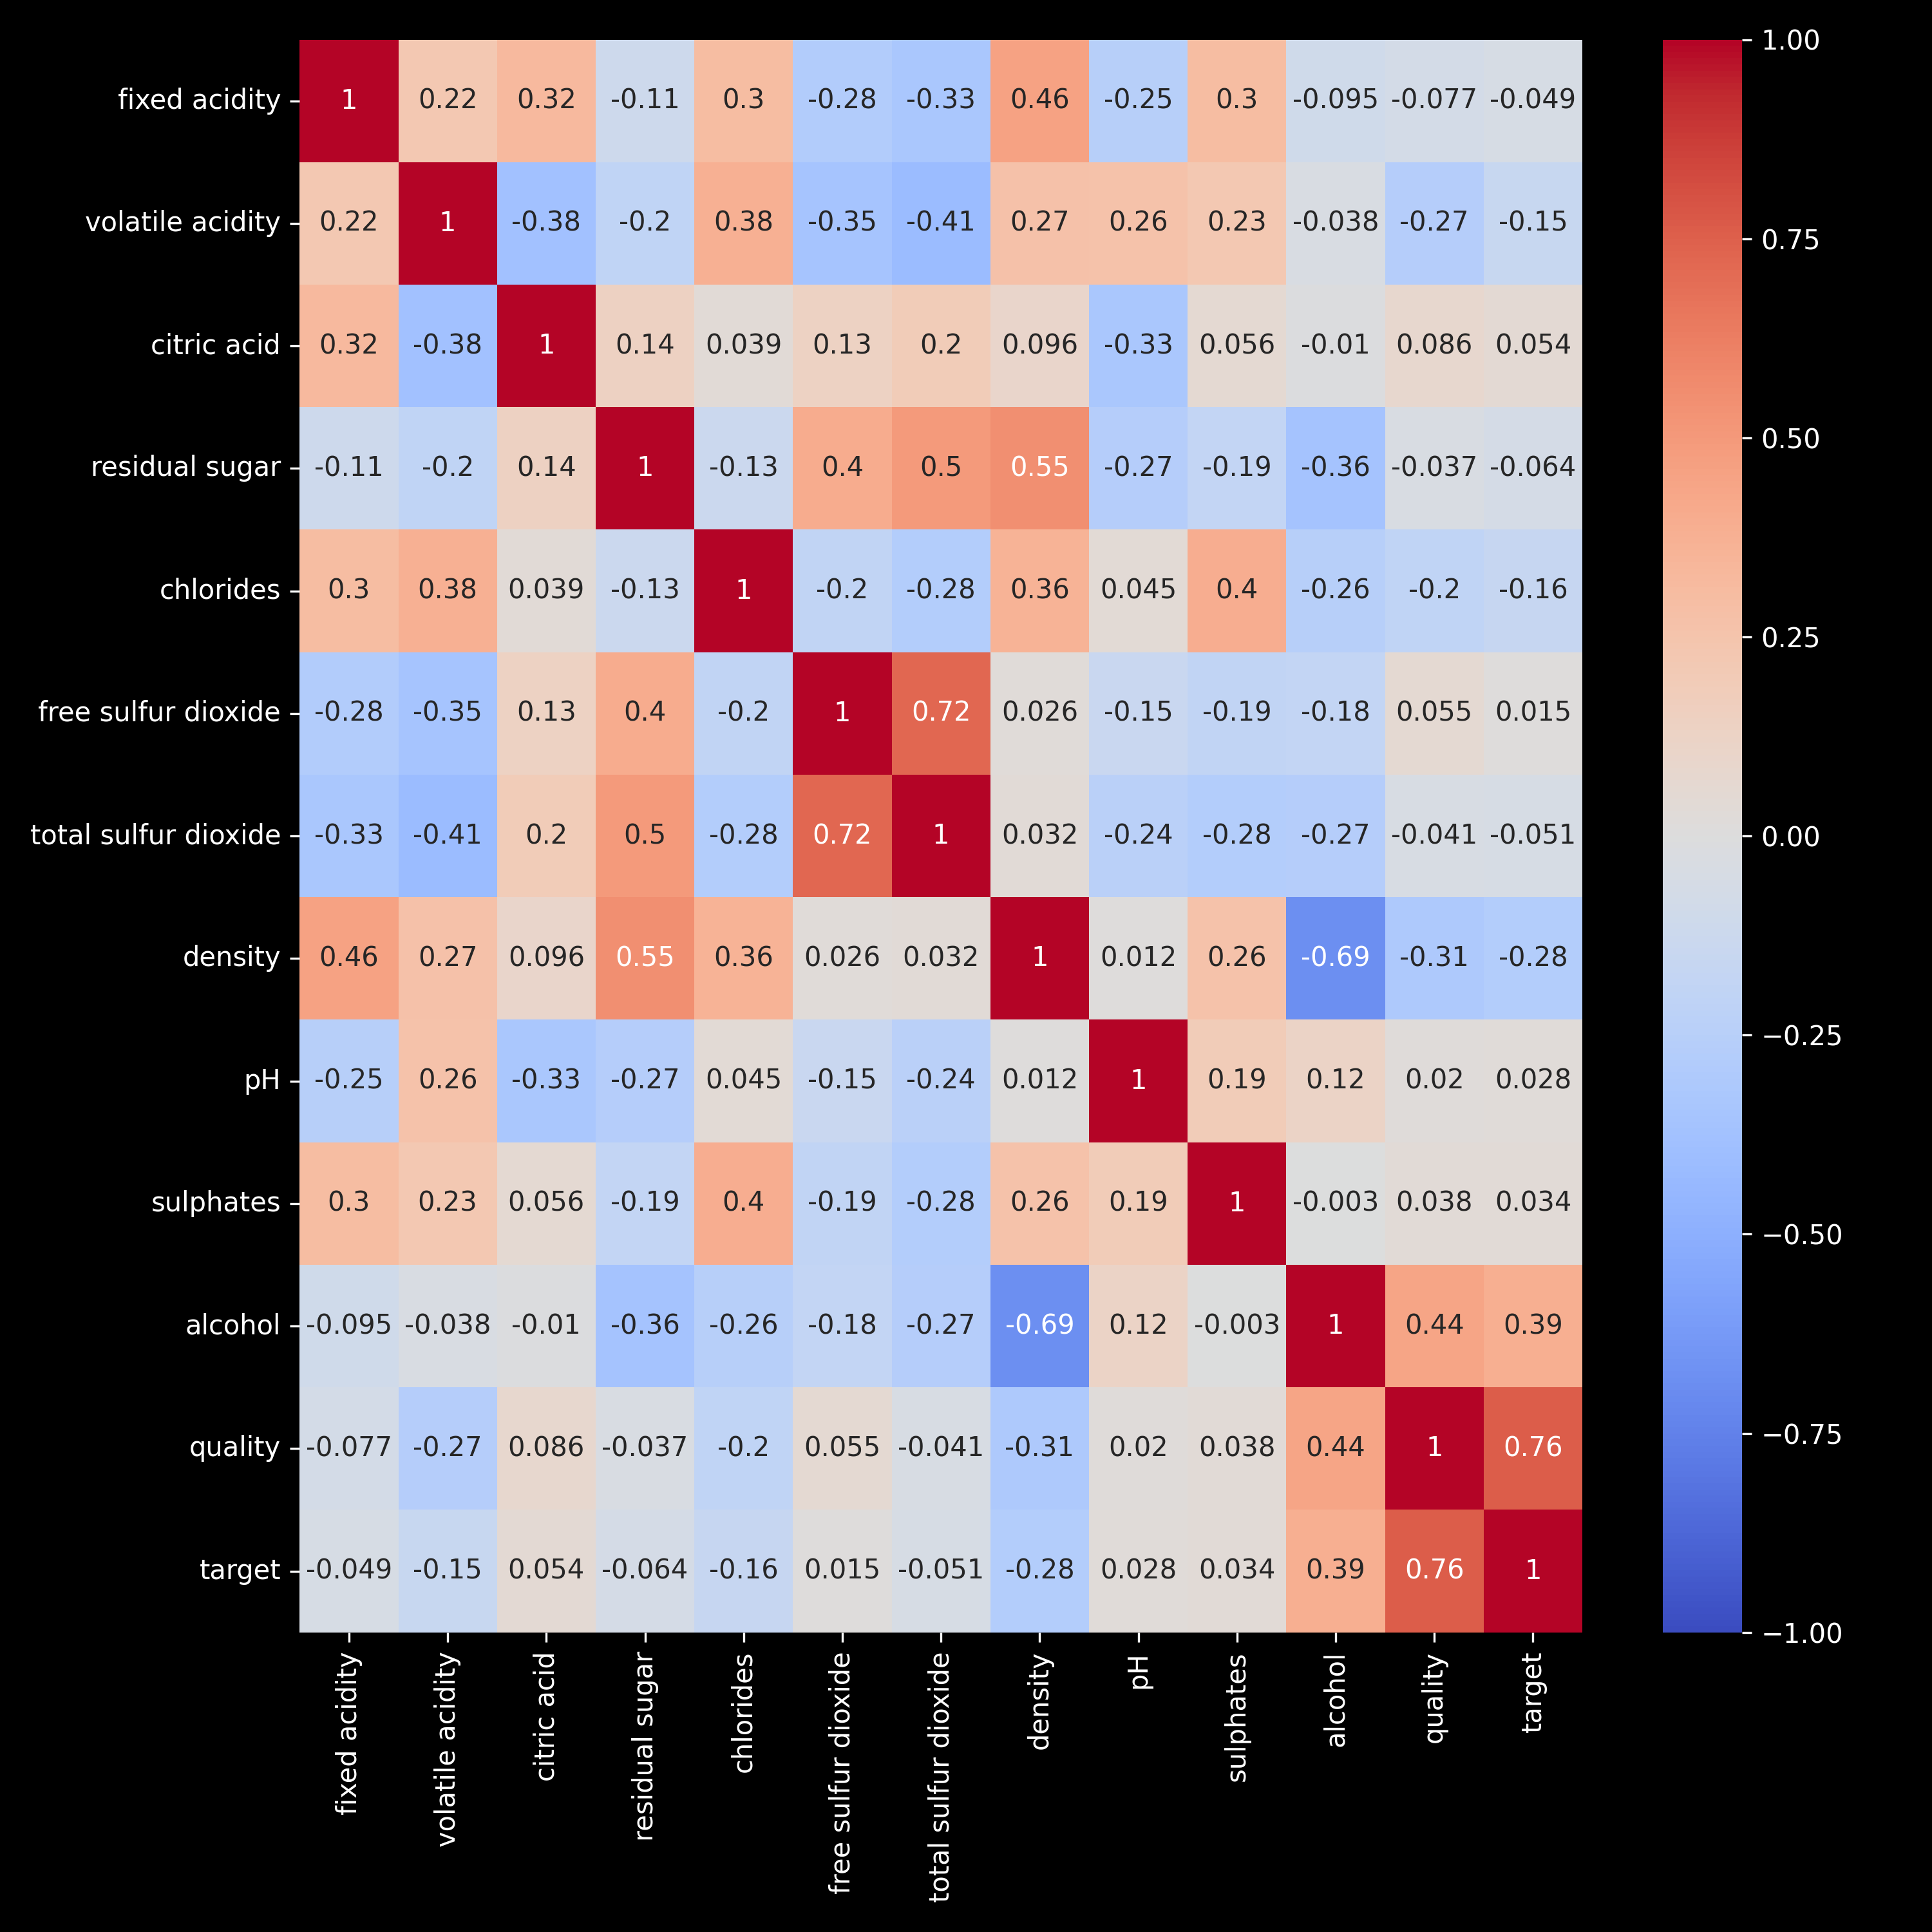 fixed acidity 1 0.22 0.32 -0.11 0.3 -0.28 -0.33 0.46 -0.25 0.3 -0.095 -0.077 -0.049
volatile acidity 0.22 1 -0.38 -0.2 0.38 -0.35 -0.41 0.27 0.26 0.23 -0.038 -0.27 -0.15
citric acid 0.32 -0.38 1 0.14 0.039 0.13 0.2 0.096 -0.33 0.056 -0.01 0.086 0.054
residual sugar -0.11 -0.2 0.14 1 -0.13 0.4 0.5 0.55 -0.27 -0.19 -0.36 -0.037 -0.064
chlorides 0.3 0.38 0.039 -0.13 1 -0.2 -0.28 0.36 0.045 0.4 -0.26 -0.2 -0.16
free sulfur dioxide -0.28 -0.35 0.13 0.4 -0.2 1 0.72 0.026 -0.15 -0.19 -0.18 0.055 0.015
total sulfur dioxide -0.33 -0.41 0.2 0.5 -0.28 0.72 1 0.032 -0.24 -0.28 -0.27 -0.041 -0.051
density 0.46 0.27 0.096 0.55 0.36 0.026 0.032 1 0.012 0.26 -0.69 -0.31 -0.28
pH -0.25 0.26 -0.33 -0.27 0.045 -0.15 -0.24 0.012 1 0.19 0.12 0.02 0.028
sulphates 0.3 0.23 0.056 -0.19 0.4 -0.19 -0.28 0.26 0.19 1 -0.003 0.038 0.034
alcohol -0.095 -0.038 -0.01 -0.36 -0.26 -0.18 -0.27 -0.69 0.12 -0.003 1 0.44 0.39
quality -0.077 -0.27 0.086 -0.037 -0.2 0.055 -0.041 -0.31 0.02 0.038 0.44 1 0.76
target -0.049 -0.15 0.054 -0.064 -0.16 0.015 -0.051 -0.28 0.028 0.034 0.39 0.76 1
fixed acidity
volatile acidity
citric acid
residual sugar
chlorides
free sulfur dioxide
total sulfur dioxide
density
pH
sulphates
alcohol
quality
target
1.00
0.75
0.50
0.25
0.00
−0.25
−0.50
−0.75
−1.00